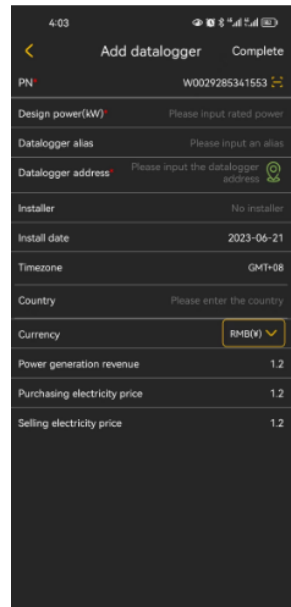 4:03
Add datalogger Complete
PN* W0029285341553
Design power(kW)* Please input rated power
Datalogger alias Please input an alias
Datalogger address* Please input the datalogger address
Installer No installer
Install date 2023-06-21
Timezone GMT+08
Country Please enter the country
Currency RMB(¥)
Power generation revenue 1.2
Purchasing electricity price 1.2
Selling electricity price 1.2